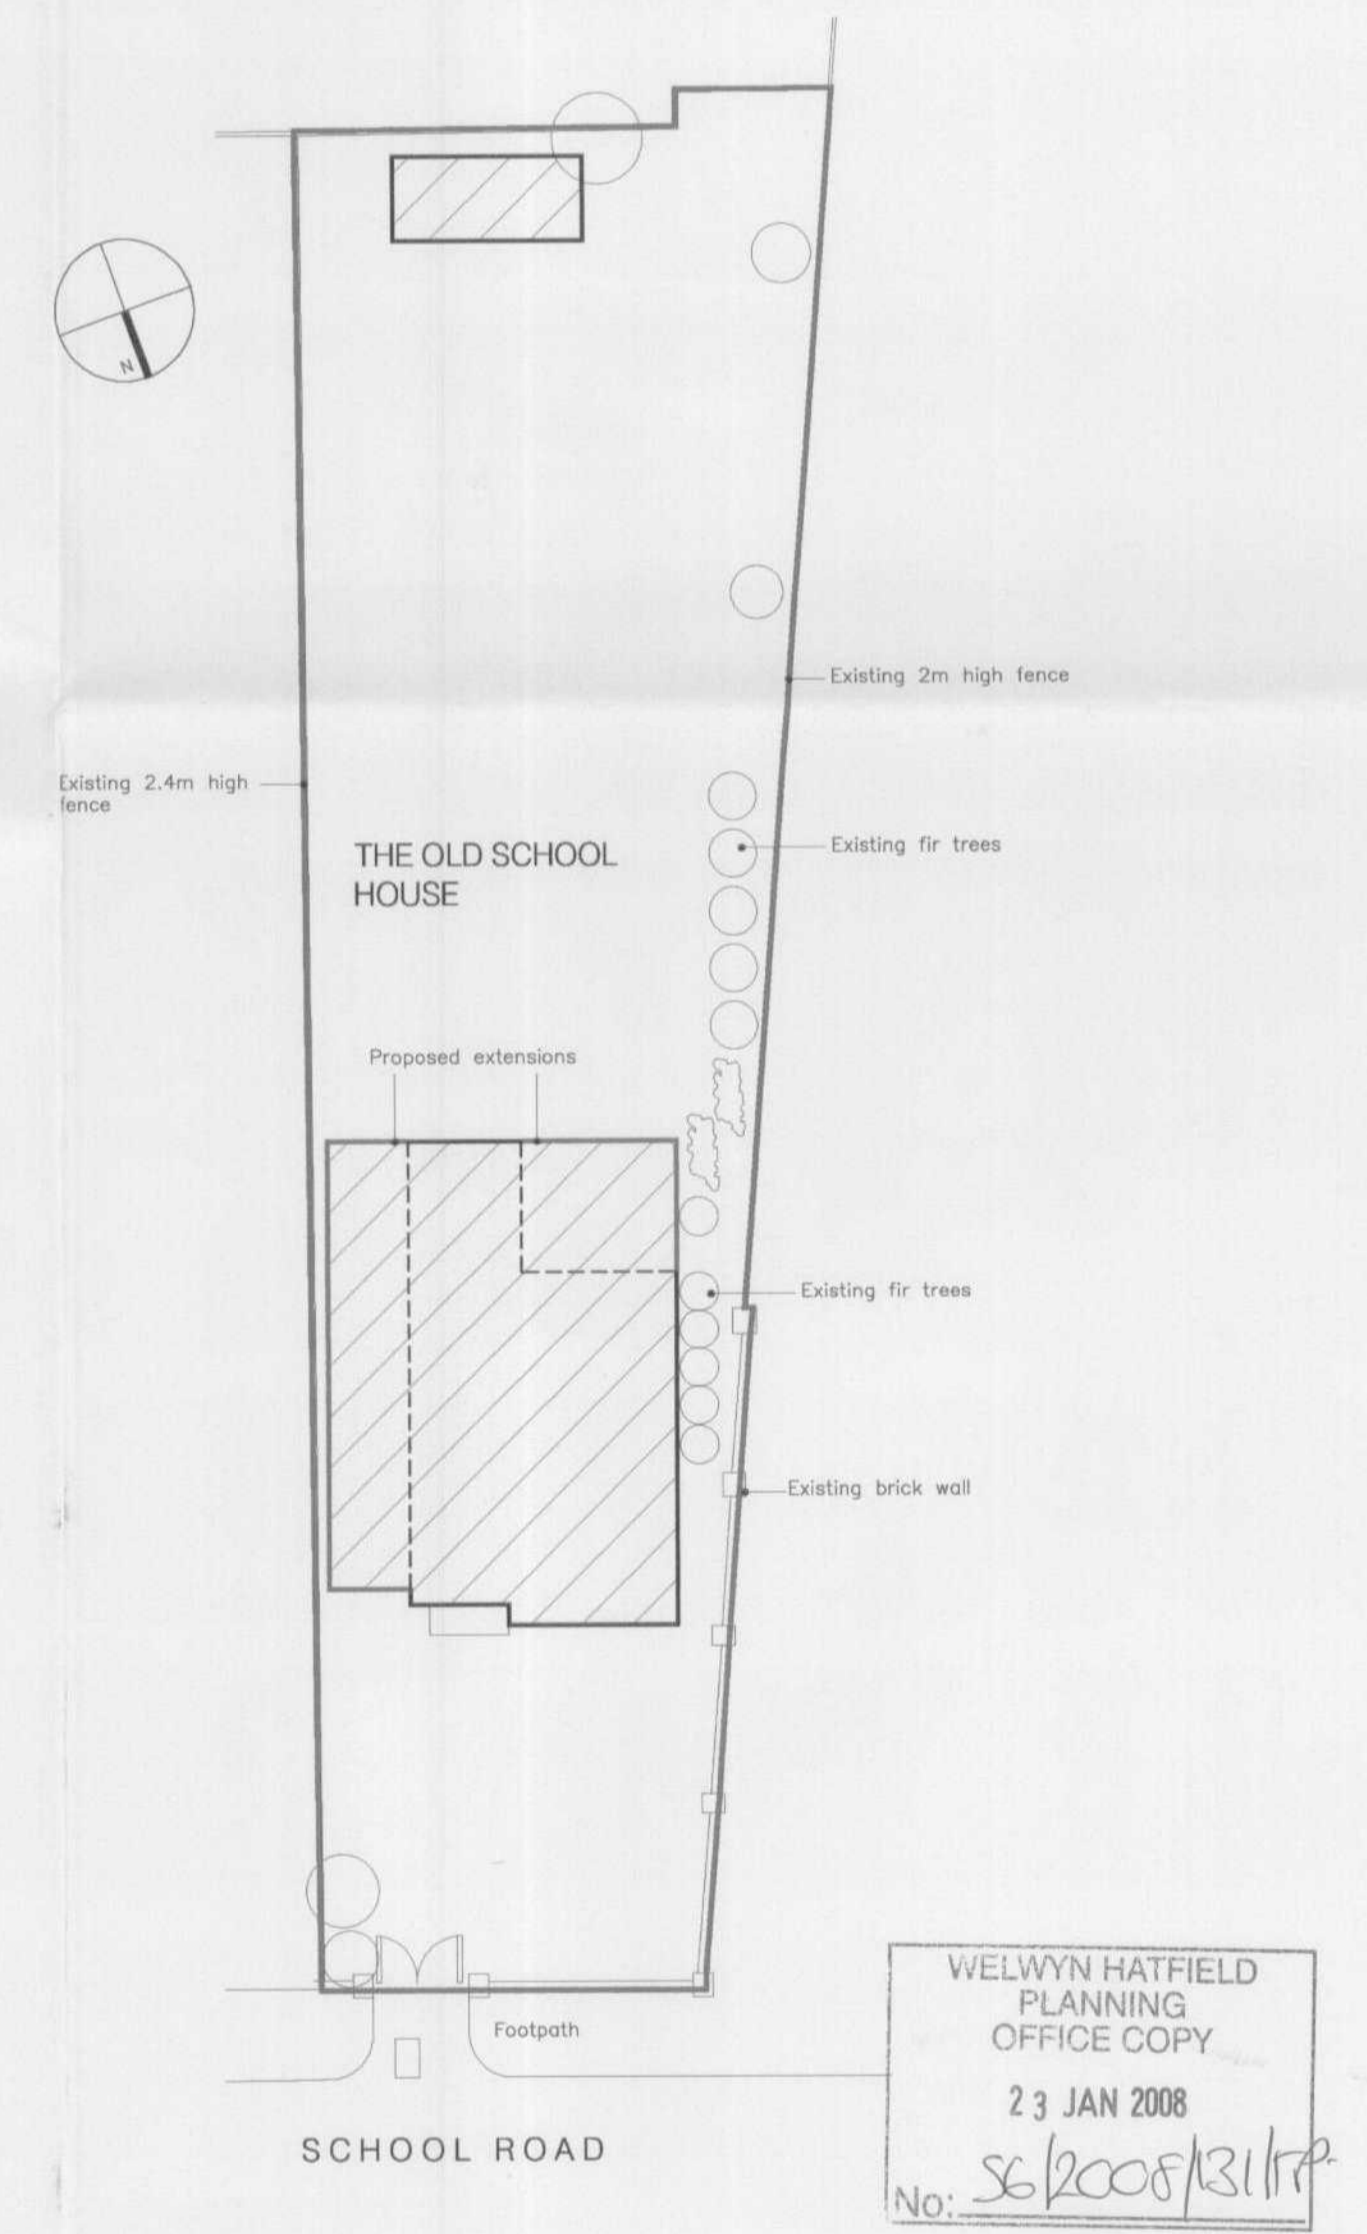 N
Existing 2m high fence
Existing 2.4m high
fence
THE OLD SCHOOL
HOUSE
Existing fir trees
Proposed extensions
Existing fir trees
Existing brick wall
Footpath
SCHOOL ROAD
WELWYN HATFIELD
PLANNING
OFFICE COPY
23 JAN 2008
No: S6/2008/131/FP